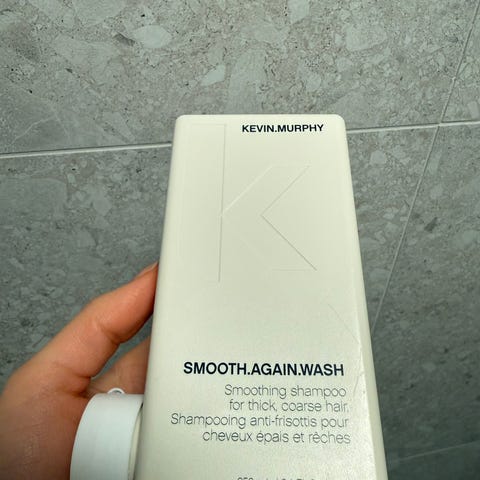 KEVIN.MURPHY
SMOOTH.AGAIN.WASH
Smoothing shampoo
for thick, coarse hair.
Shampooing anti-frisottis pour
cheveux épais et rêches